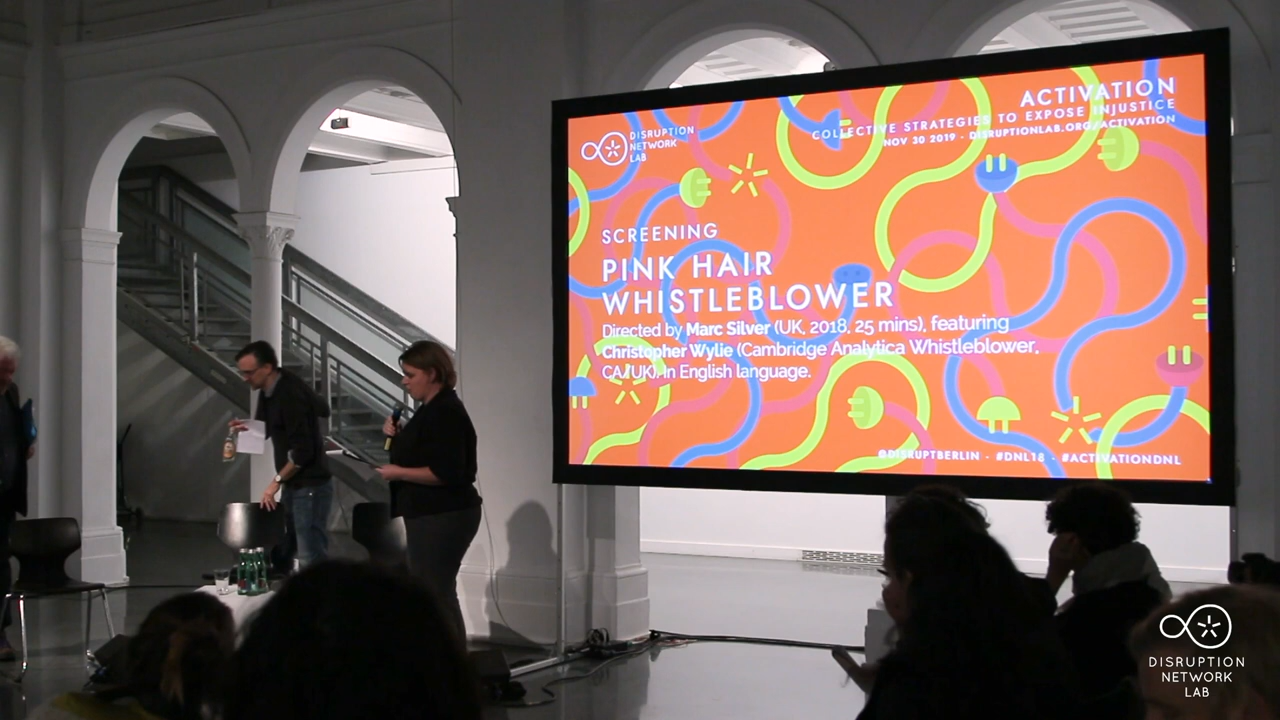 DISRUPTION
NETWORK
LAB
ACTIVATION
COLLECTIVE STRATEGIES TO EXPOSE INJUSTICE
NOV 30 2019 - DISRUPTIONLAB.ORG/ACTIVATION
SCREENING
PINK HAIR
WHISTLEBLOWER
Directed by Marc Silver (UK, 2018, 25 mins), featuring
Christopher Wylie (Cambridge Analytica Whistleblower,
CA/UK). In English language.
@DISRUPTBERLIN - #DNL18 - #ACTIVATIONDNL
DISRUPTION
NETWORK
LAB